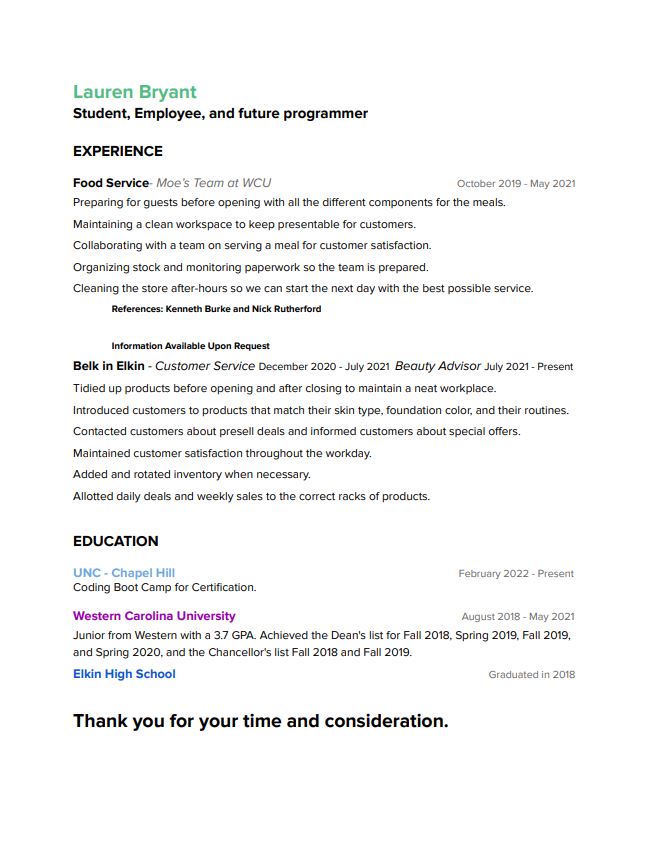 Lauren Bryant
Student, Employee, and future programmer
EXPERIENCE
Food Service- Moe's Team at WCU October 2019 - May 2021
Preparing for guests before opening with all the different components for the meals.
Maintaining a clean workspace to keep presentable for customers.
Collaborating with a team on serving a meal for customer satisfaction.
Organizing stock and monitoring paperwork so the team is prepared.
Cleaning the store after-hours so we can start the next day with the best possible service.
References: Kenneth Burke and Nick Rutherford
Information Available Upon Request
Belk in Elkin - Customer Service December 2020 - July 2021 Beauty Advisor July 2021 - Present
Tidied up products before opening and after closing to maintain a neat workplace.
Introduced customers to products that match their skin type, foundation color, and their routines.
Contacted customers about presell deals and informed customers about special offers.
Maintained customer satisfaction throughout the workday.
Added and rotated inventory when necessary.
Allotted daily deals and weekly sales to the correct racks of products.
EDUCATION
UNC - Chapel Hill February 2022 - Present
Coding Boot Camp for Certification.
Western Carolina University August 2018 - May 2021
Junior from Western with a 3.7 GPA. Achieved the Dean's list for Fall 2018, Spring 2019, Fall 2019,
and Spring 2020, and the Chancellor's list Fall 2018 and Fall 2019.
Elkin High School Graduated in 2018
Thank you for your time and consideration.